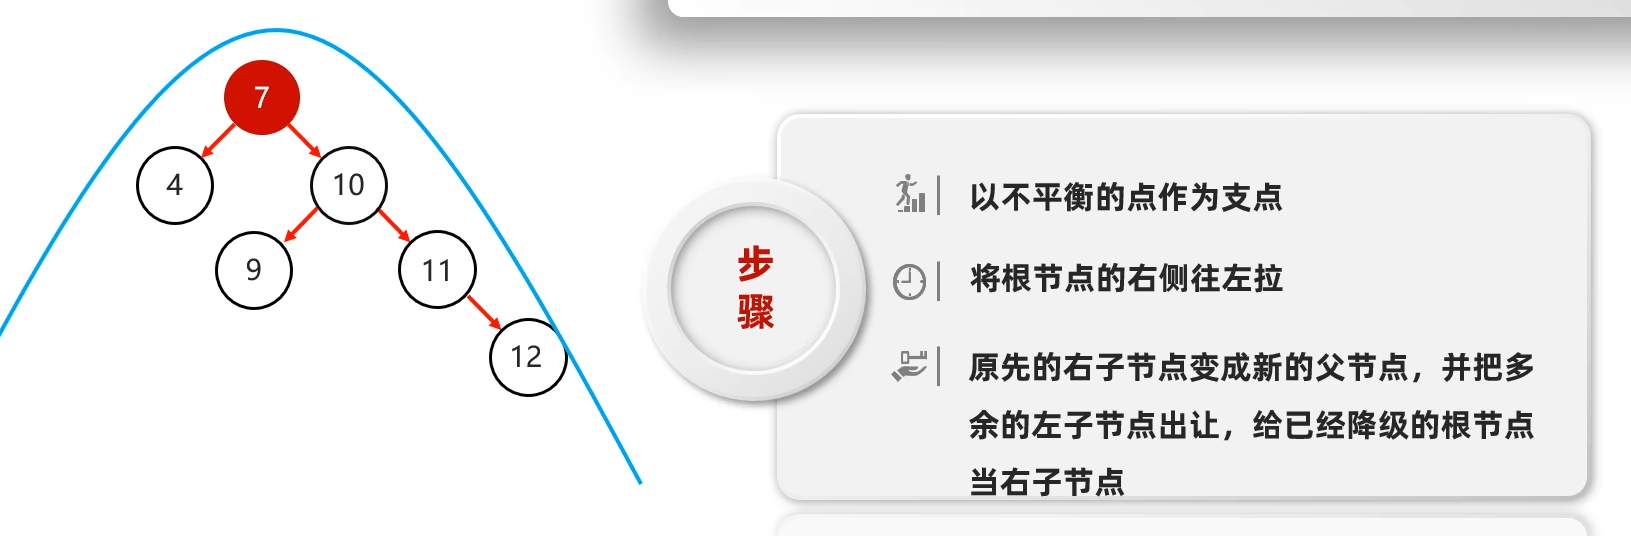 7
4
10
9
11
12
步
骤
以不平衡的点作为支点
将根节点的右侧往左拉
原先的右子节点变成新的父节点，并把多
余的左子节点出让，给已经降级的根节点
当右子节点